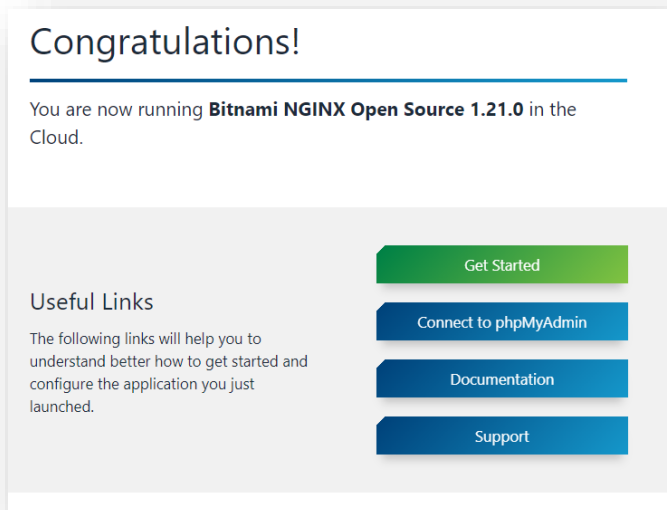 Congratulations!
You are now running Bitnami NGINX Open Source 1.21.0 in the
Cloud.
Useful Links
The following links will help you to
understand better how to get started and
configure the application you just
launched.
Get Started
Connect to phpMyAdmin
Documentation
Support